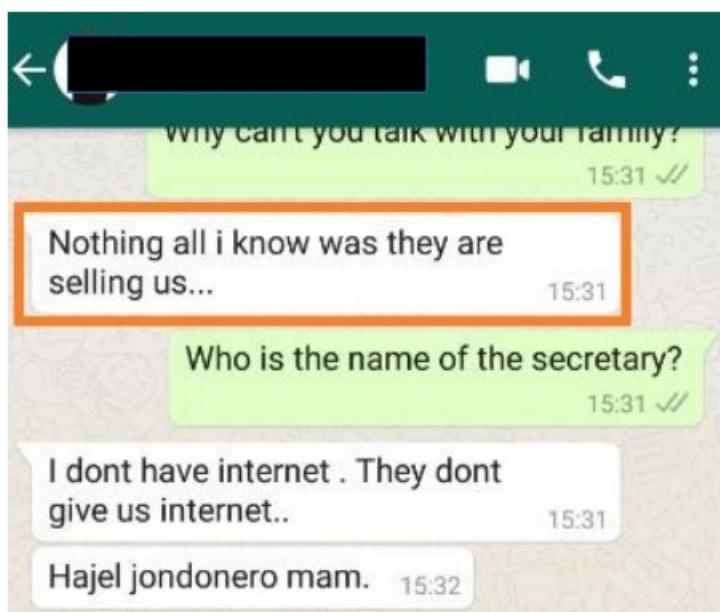 Why can't you talk with your family?
15:31
Nothing all i know was they are
selling us...
15:31
Who is the name of the secretary?
15:31
I dont have internet . They dont
give us internet..
15:31
Hajel jondonero mam.
15:32